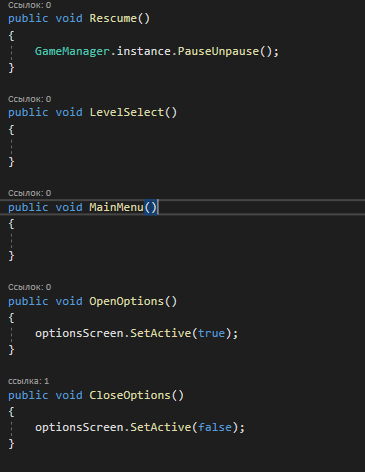 Ссылок: 0
public void Rescume()
{
GameManager.instance.PauseUnpause();
}
Ссылок: 0
public void LevelSelect()
{
}
Ссылок: 0
public void MainMenu()
{
}
Ссылок: 0
public void OpenOptions()
{
optionsScreen.SetActive(true);
}
ссылка: 1
public void CloseOptions()
{
optionsScreen.SetActive(false);
}